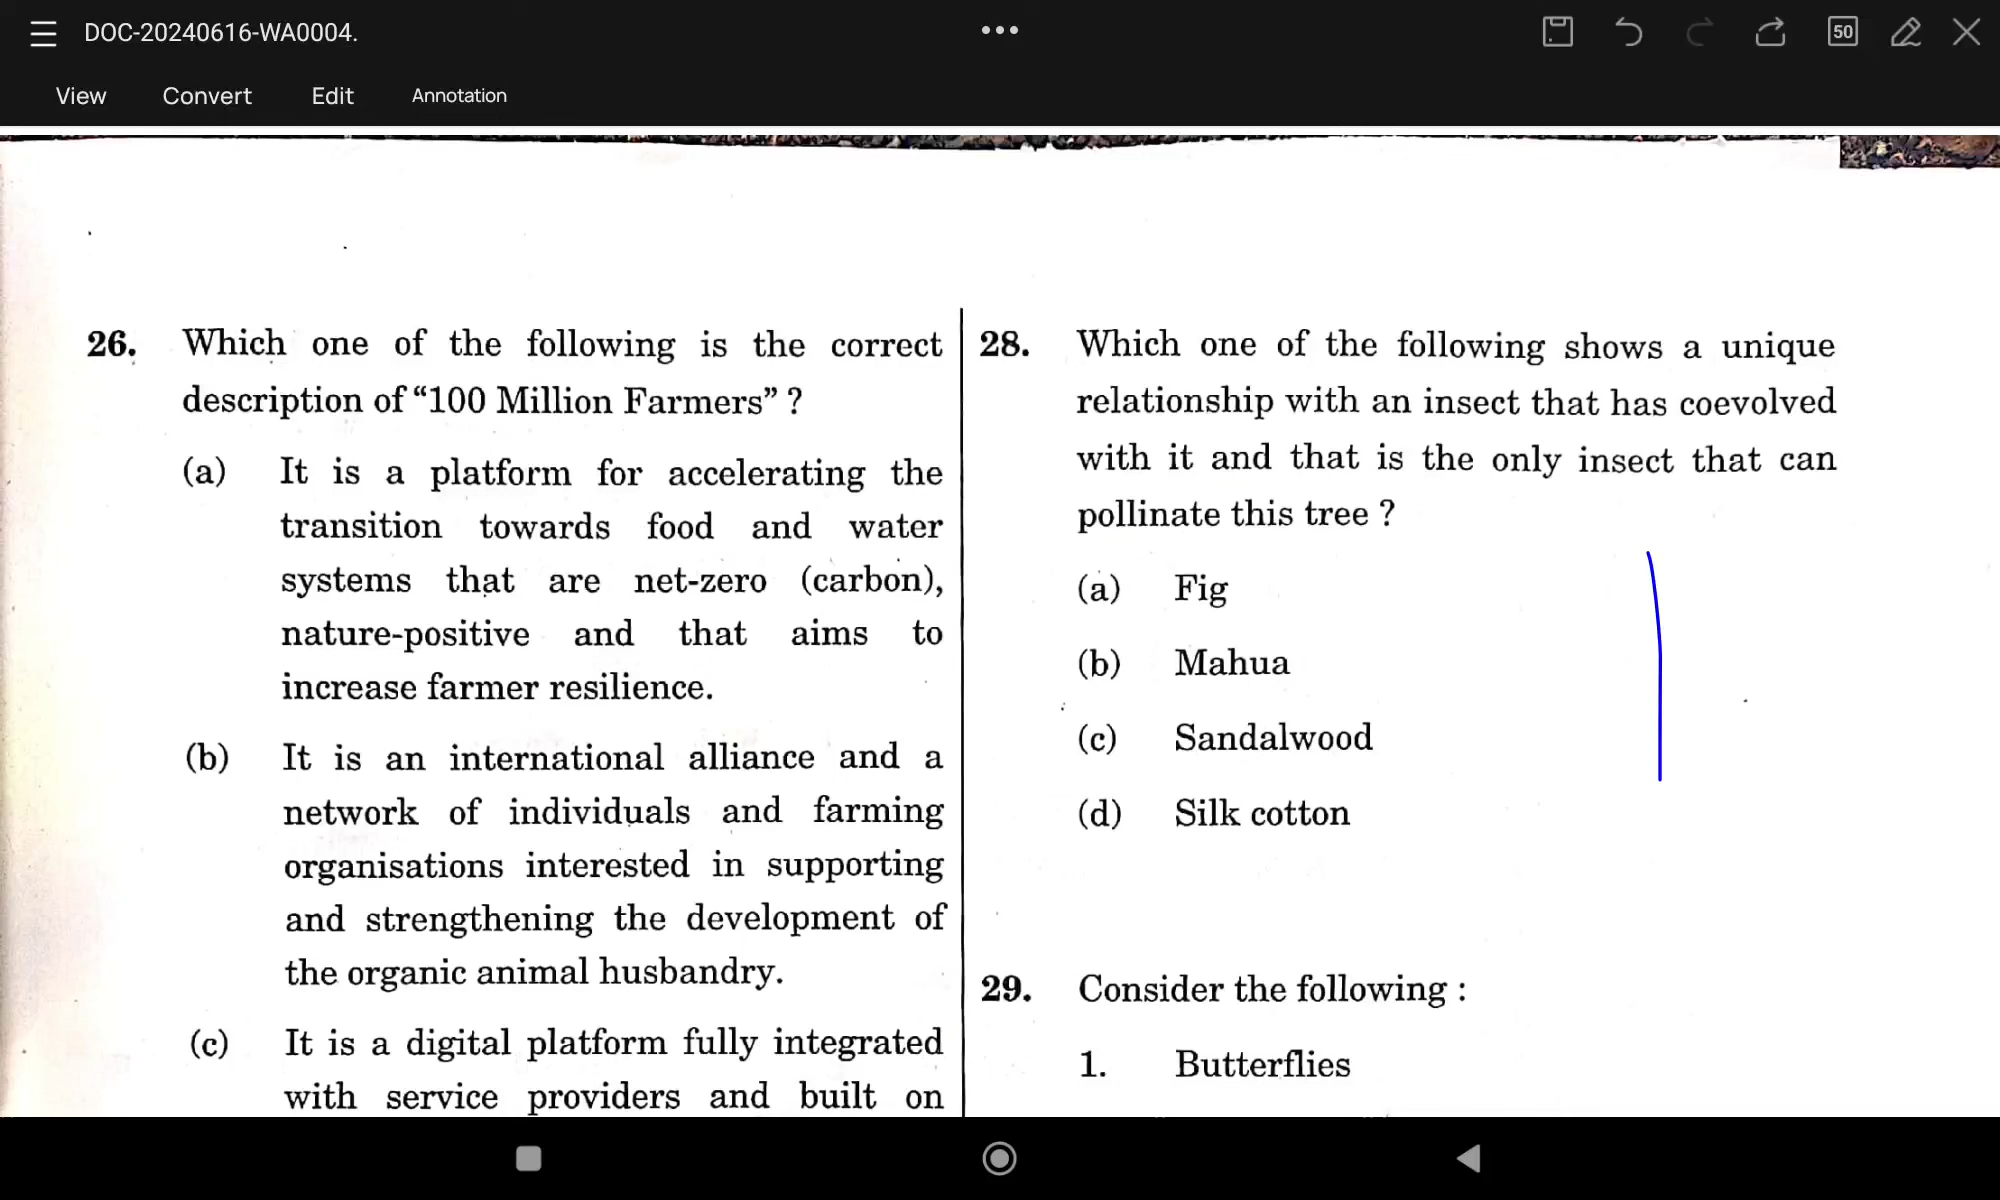 DOC-20240616-WA0004.
50
View Convert Edit Annotation
26. Which one of the following is the correct
description of “100 Million Farmers” ?
(a) It is a platform for accelerating the
transition towards food and water
systems that are net-zero (carbon),
nature-positive and that aims to
increase farmer resilience.
(b) It is an international alliance and a
network of individuals and farming
organisations interested in supporting
and strengthening the development of
the organic animal husbandry.
(c) It is a digital platform fully integrated
with service providers and built on
28. Which one of the following shows a unique
relationship with an insect that has coevolved
with it and that is the only insect that can
pollinate this tree ?
(a) Fig
(b) Mahua
(c) Sandalwood
(d) Silk cotton
29. Consider the following :
1. Butterflies